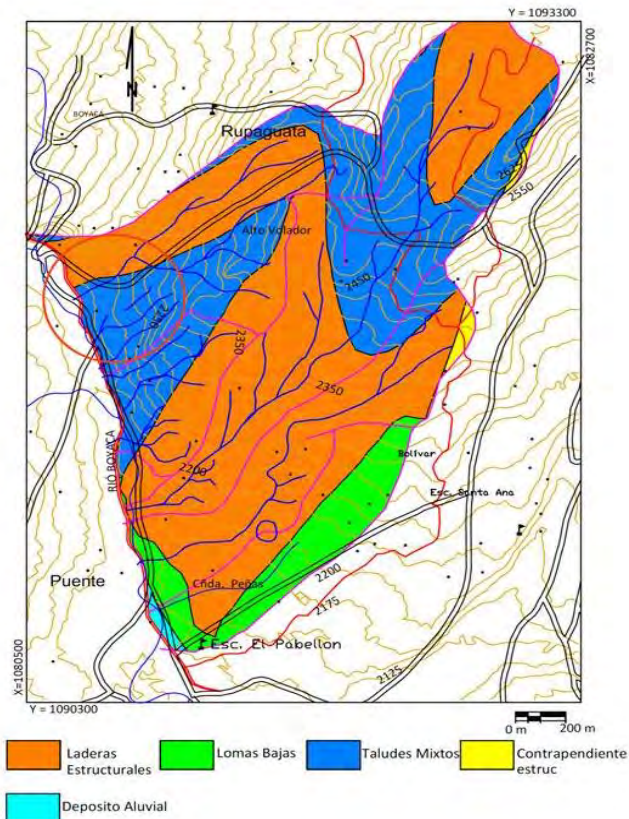 Y = 1093300
X=1082700
N
BOYACA
Rupaguata
2625
2550
Alto Volador
2450
2350
2350
2200
RIO BOYACA
Bolívar
Esc. Santa Ana
Puente
Cñda. Peñas
2200
2175
Esc. El Pabellon
2125
X=1080500
Y = 1090300
0 m 200 m
Laderas
Estructurales
Lomas Bajas
Taludes Mixtos
Contrapendiente
estruc
Deposito Aluvial